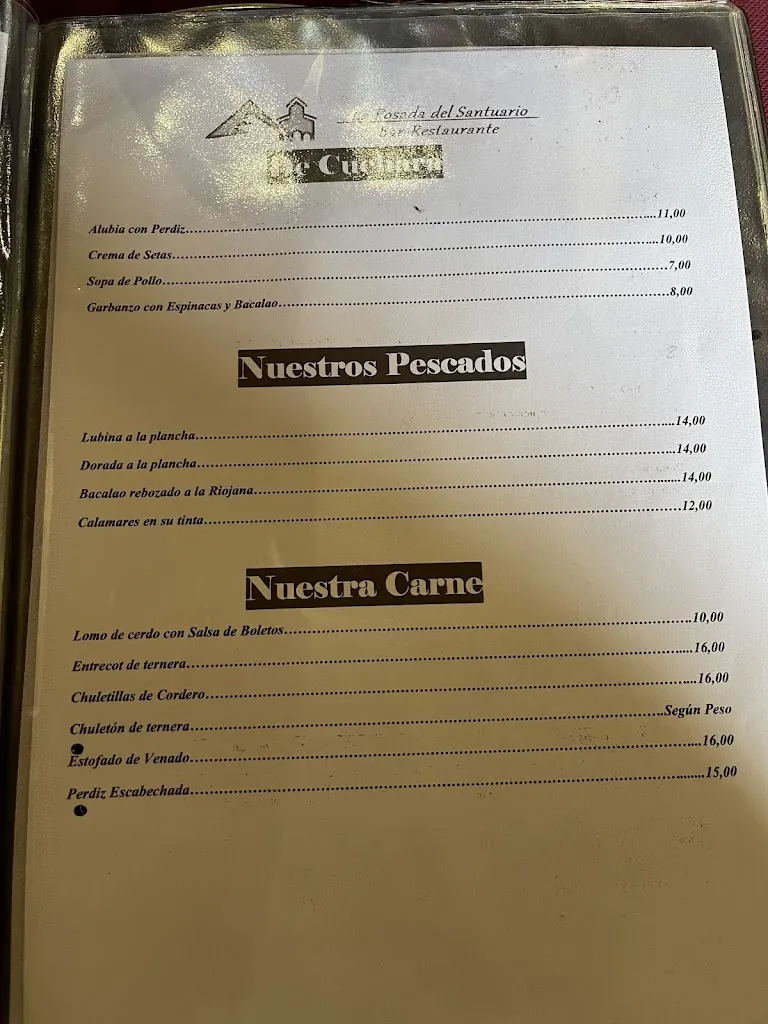 La Posada del Santuario
Bar Restaurante
De Cuchara
Alubia con Perdiz 11,00
Crema de Setas 10,00
Sopa de Pollo 7,00
Garbanzo con Espinacas y Bacalao 8,00
Nuestros Pescados
Lubina a la plancha 14,00
Dorada a la plancha 14,00
Bacalao rebozado a la Riojana 14,00
Calamares en su tinta 12,00
Nuestra Carne
Lomo de cerdo con Salsa de Boletos 10,00
Entrecot de ternera 16,00
Chuletillas de Cordero 16,00
Chuletón de ternera Según Peso
Estofado de Venado 16,00
Perdiz Escabechada 15,00